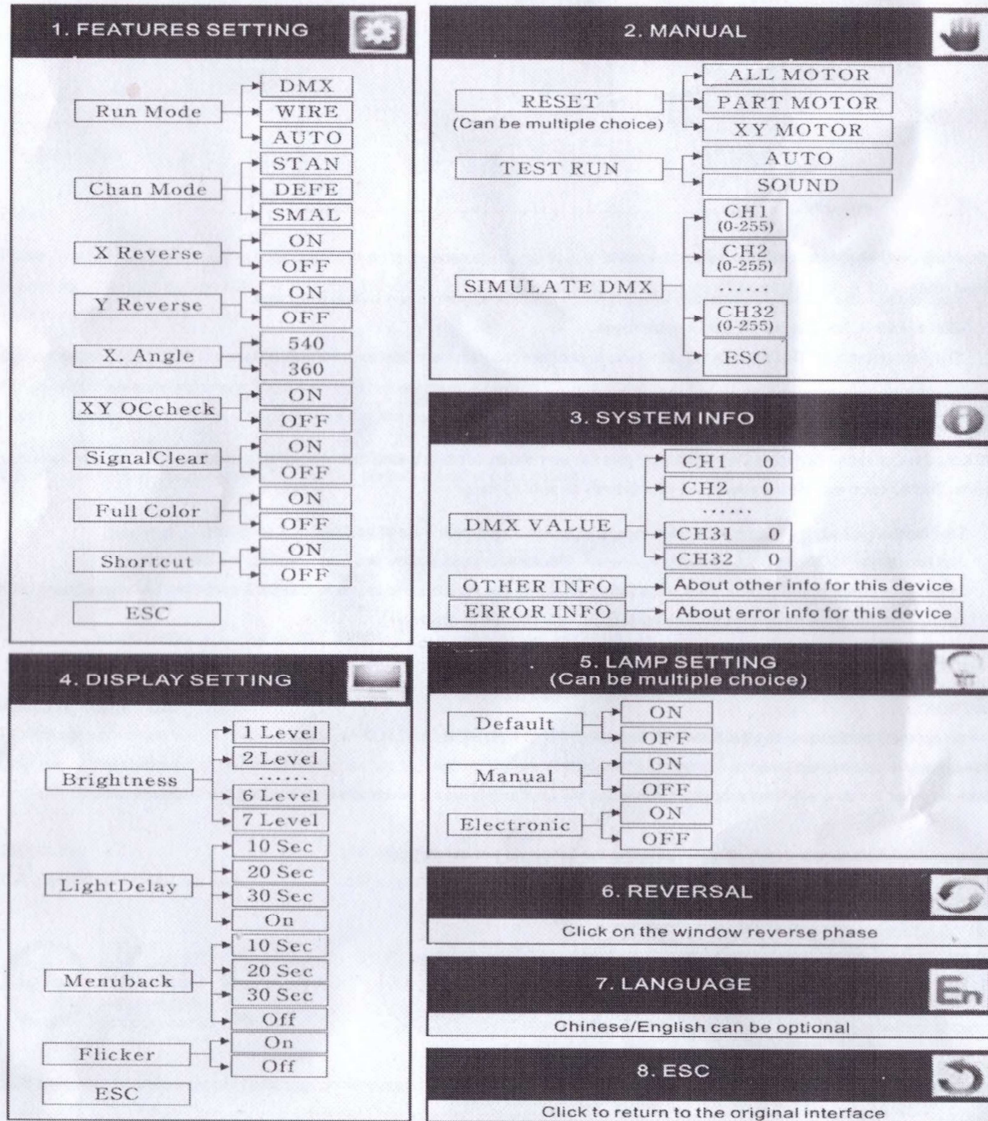 1. FEATURES SETTING
Run Mode
DMX
WIRE
AUTO
Chan Mode
STAN
DEFE
SMAL
X Reverse
ON
OFF
Y Reverse
ON
OFF
X. Angle
540
360
XY OCcheck
ON
OFF
SignalClear
ON
OFF
Full Color
ON
OFF
Shortcut
ON
OFF
ESC
2. MANUAL
RESET
(Can be multiple choice)
ALL MOTOR
PART MOTOR
XY MOTOR
TEST RUN
AUTO
SOUND
SIMULATE DMX
CH1
(0-255)
CH2
(0-255)
......
CH32
(0-255)
ESC
3. SYSTEM INFO
DMX VALUE
CH1 0
CH2 0
......
CH31 0
CH32 0
OTHER INFO
About other info for this device
ERROR INFO
About error info for this device
4. DISPLAY SETTING
Brightness
1 Level
2 Level
......
6 Level
7 Level
LightDelay
10 Sec
20 Sec
30 Sec
On
Menuback
10 Sec
20 Sec
30 Sec
Off
Flicker
On
Off
ESC
5. LAMP SETTING
(Can be multiple choice)
Default
ON
OFF
Manual
ON
OFF
Electronic
ON
OFF
6. REVERSAL
Click on the window reverse phase
7. LANGUAGE
En
Chinese/English can be optional
8. ESC
Click to return to the original interface